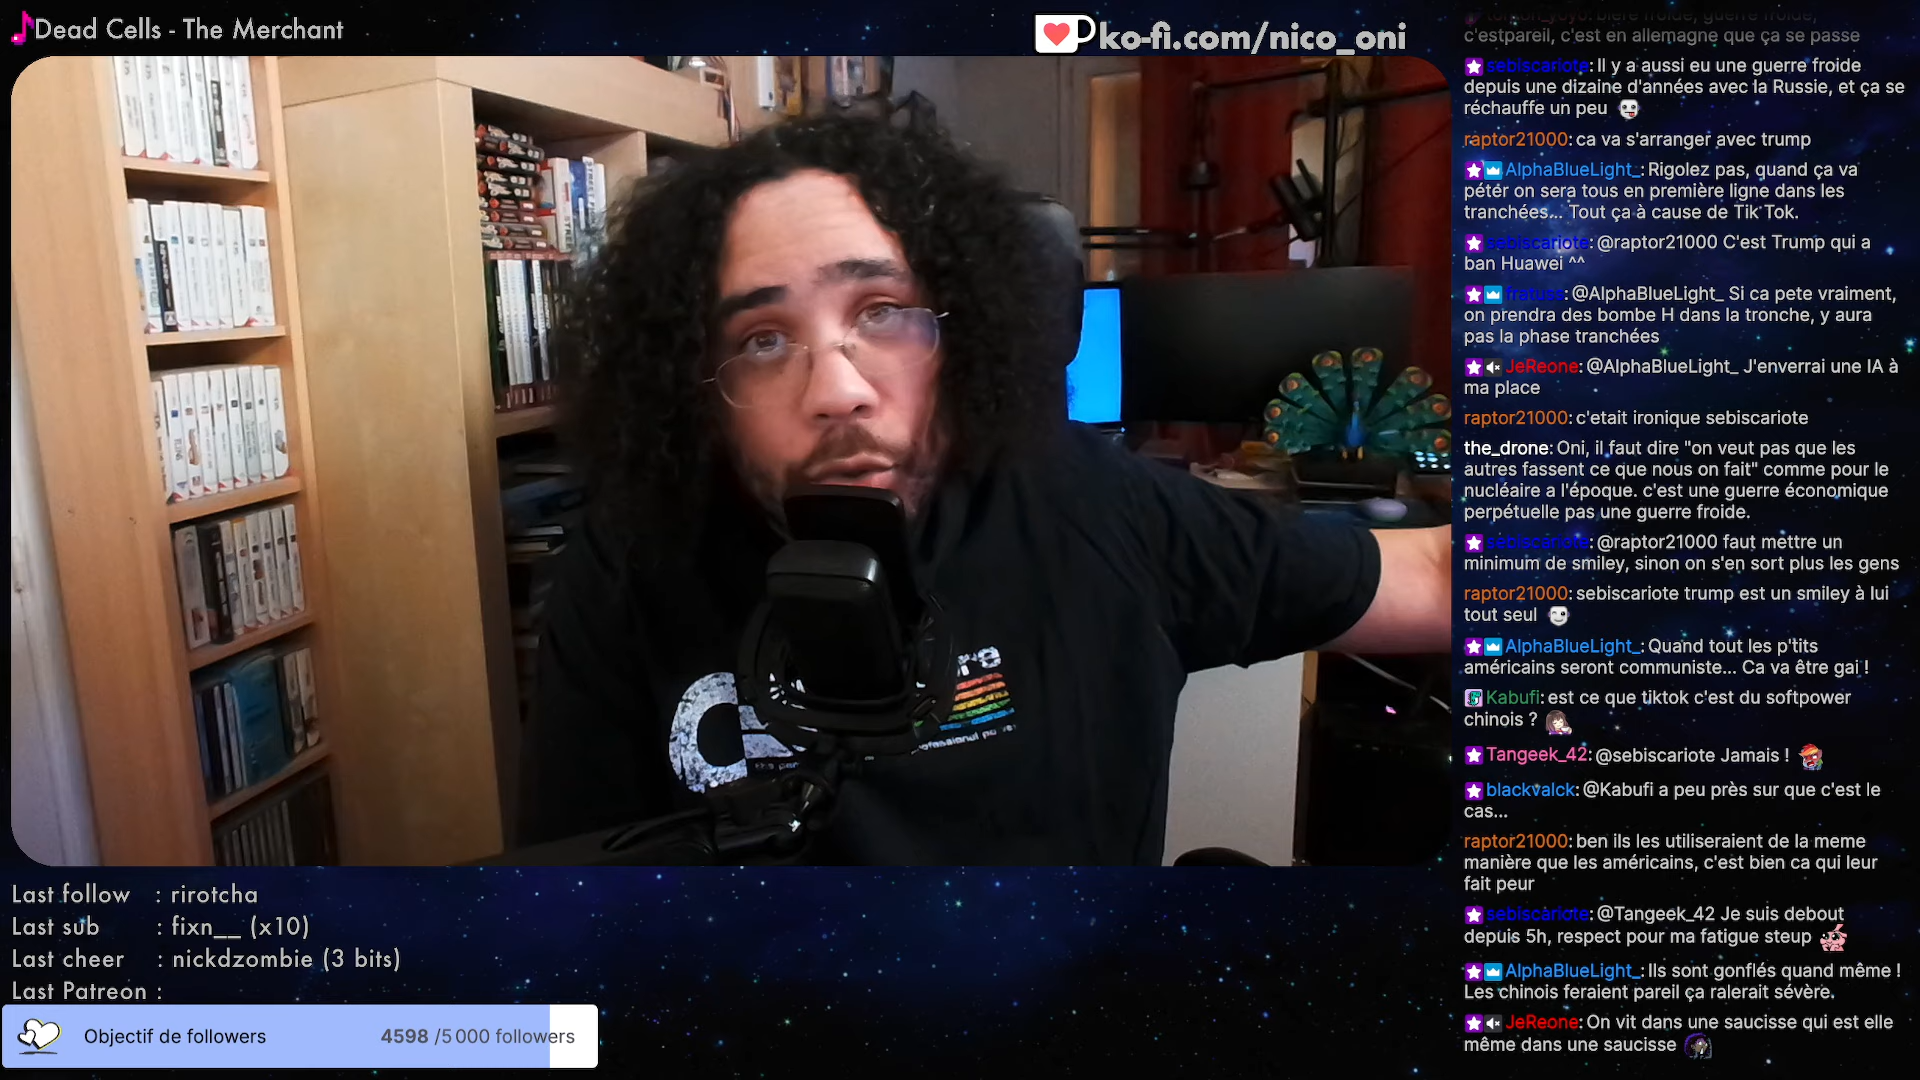 Dead Cells - The Merchant
ko-fi.com/nico_oni
c'estpareil, c'est en allemagne que ça se passe
sebiscariote: Il y a aussi eu une guerre froide
depuis une dizaine d'années avec la Russie, et ça se
réchauffe un peu
raptor21000: ca va s'arranger avec trump
AlphaBlueLight_: Rigolez pas, quand ça va
péter on sera tous en première ligne dans les
tranchées... Tout ça à cause de Tik Tok.
sebiscariote: @raptor21000 C'est Trump qui a
ban Huawei ^^
fratuss: @AlphaBlueLight_ Si ca pete vraiment,
on prendra des bombe H dans la tronche, y aura
pas la phase tranchées
JeReone: @AlphaBlueLight_ J'enverrai une IA à
ma place
raptor21000: c'etait ironique sebiscariote
the_drone: Oni, il faut dire "on veut pas que les
autres fassent ce que nous on fait" comme pour le
nucléaire a l'époque. c'est une guerre économique
perpétuelle pas une guerre froide.
sebiscariote: @raptor21000 faut mettre un
minimum de smiley, sinon on s'en sort plus les gens
raptor21000: sebiscariote trump est un smiley à lui
tout seul
AlphaBlueLight_: Quand tout les p'tits
américains seront communiste... Ca va être gai !
Kabufi: est ce que tiktok c'est du softpower
chinois ?
Tangeek_42: @sebiscariote Jamais !
blackvalck: @Kabufi a peu près sur que c'est le
cas...
raptor21000: ben ils les utiliseraient de la meme
manière que les américains, c'est bien ca qui leur
fait peur
sebiscariote: @Tangeek_42 Je suis debout
depuis 5h, respect pour ma fatigue steup
AlphaBlueLight_: Ils sont gonflés quand même !
Les chinois feraient pareil ça ralerait sévère.
JeReone: On vit dans une saucisse qui est elle
même dans une saucisse
Last follow : rirotcha
Last sub : fixn__ (x10)
Last cheer : nickdzombie (3 bits)
Last Patreon :
Objectif de followers 4598 / 5 000 followers